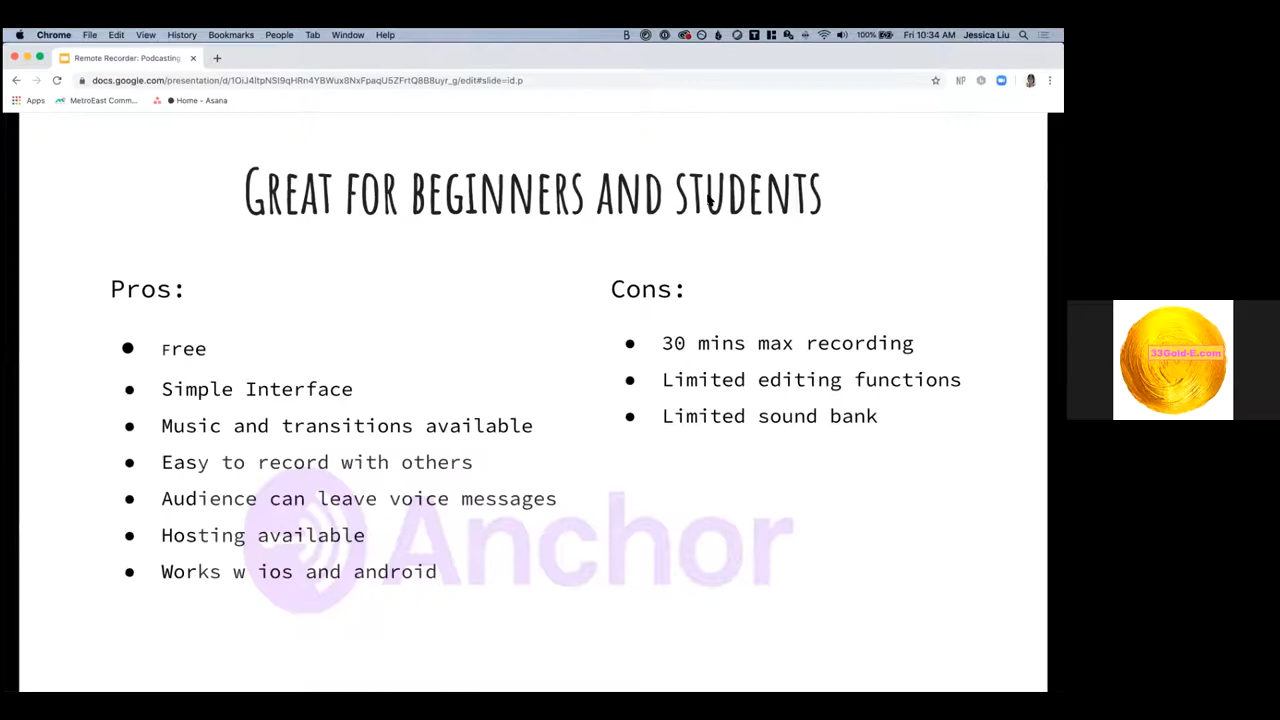 Chrome File Edit View History Bookmarks People Tab Window Help 100% Fri 10:34 AM Jessica Liu
Remote Recorder: Podcasting
docs.google.com/presentation/d/1OiJ4ltpNSI9qHRn4YBWux8NxFpaqU5ZFrtQ8B8uyr_g/edit#slide=id.p
NP
Apps MetroEast Comm... Home - Asana
GREAT FOR BEGINNERS AND STUDENTS
Pros:
Free
Simple Interface
Music and transitions available
Easy to record with others
Audience can leave voice messages
Hosting available
Works w ios and android
Cons:
30 mins max recording
Limited editing functions
Limited sound bank
Anchor
33Gold-E.com